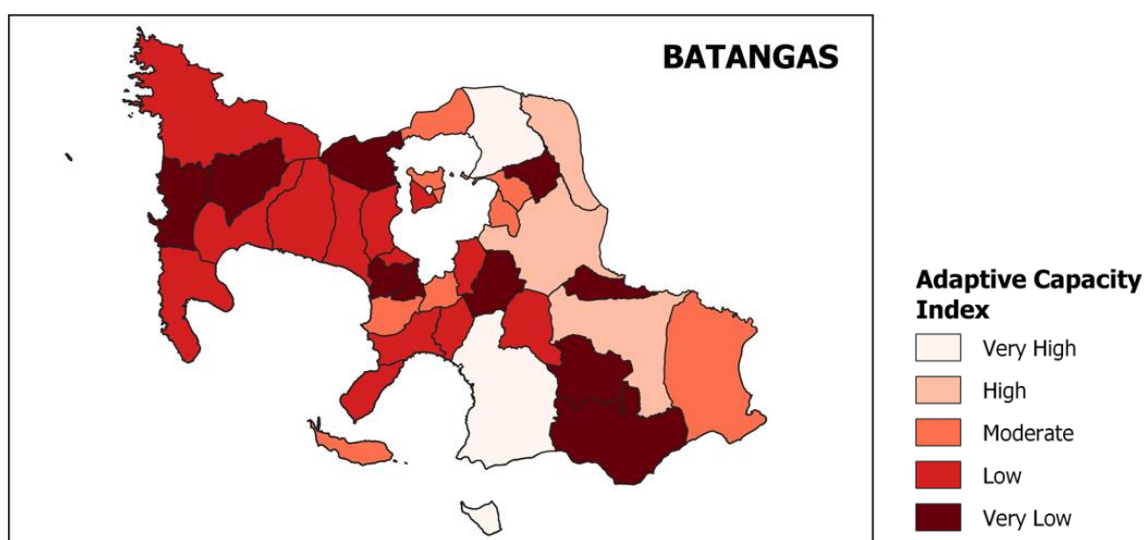 BATANGAS
Adaptive Capacity
Index
Very High
High
Moderate
Low
Very Low